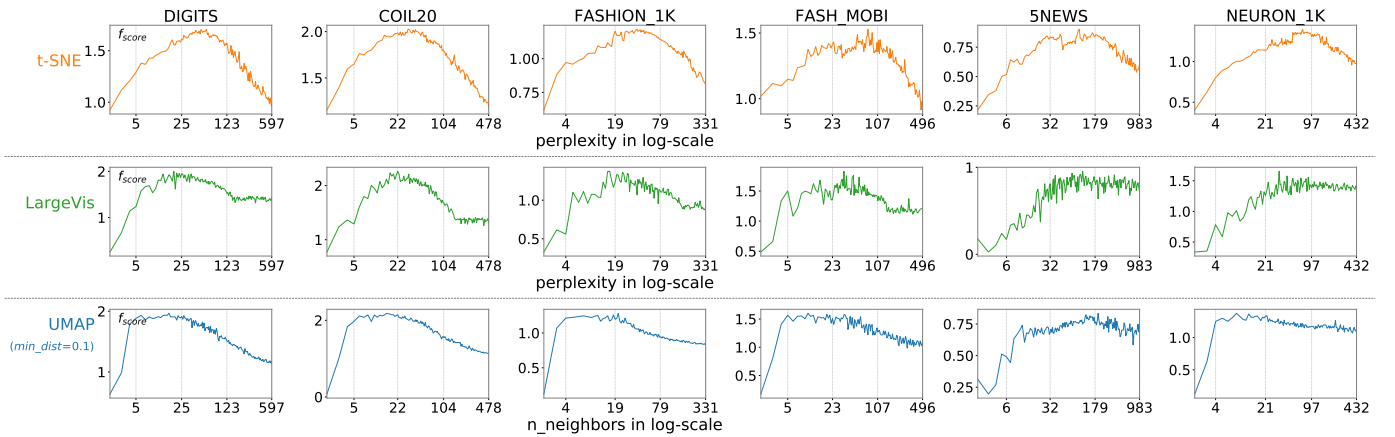 DIGITS COIL20 FASHION_1K FASH_MOBI 5NEWS NEURON_1K
t-SNE
f_score
1.5
1.0
5 25 123 597
2.0
1.5
5 22 104 478
1.00
0.75
4 19 79 331
1.5
1.0
5 23 107 496
0.75
0.50
0.25
6 32 179 983
1.0
0.5
4 21 97 432
perplexity in log-scale
LargeVis
f_score
2
1
5 25 123 597
2
1
5 22 104 478
1.0
0.5
4 19 79 331
1.5
1.0
0.5
5 23 107 496
1
0
6 32 179 983
1.5
1.0
0.5
4 21 97 432
perplexity in log-scale
UMAP
(min_dist=0.1)
f_score
2
1
5 25 123 597
2
0
5 22 104 478
1.0
0.5
4 19 79 331
1.5
1.0
0.5
5 23 107 496
0.75
0.50
0.25
6 32 179 983
1.0
0.5
4 21 97 432
n_neighbors in log-scale